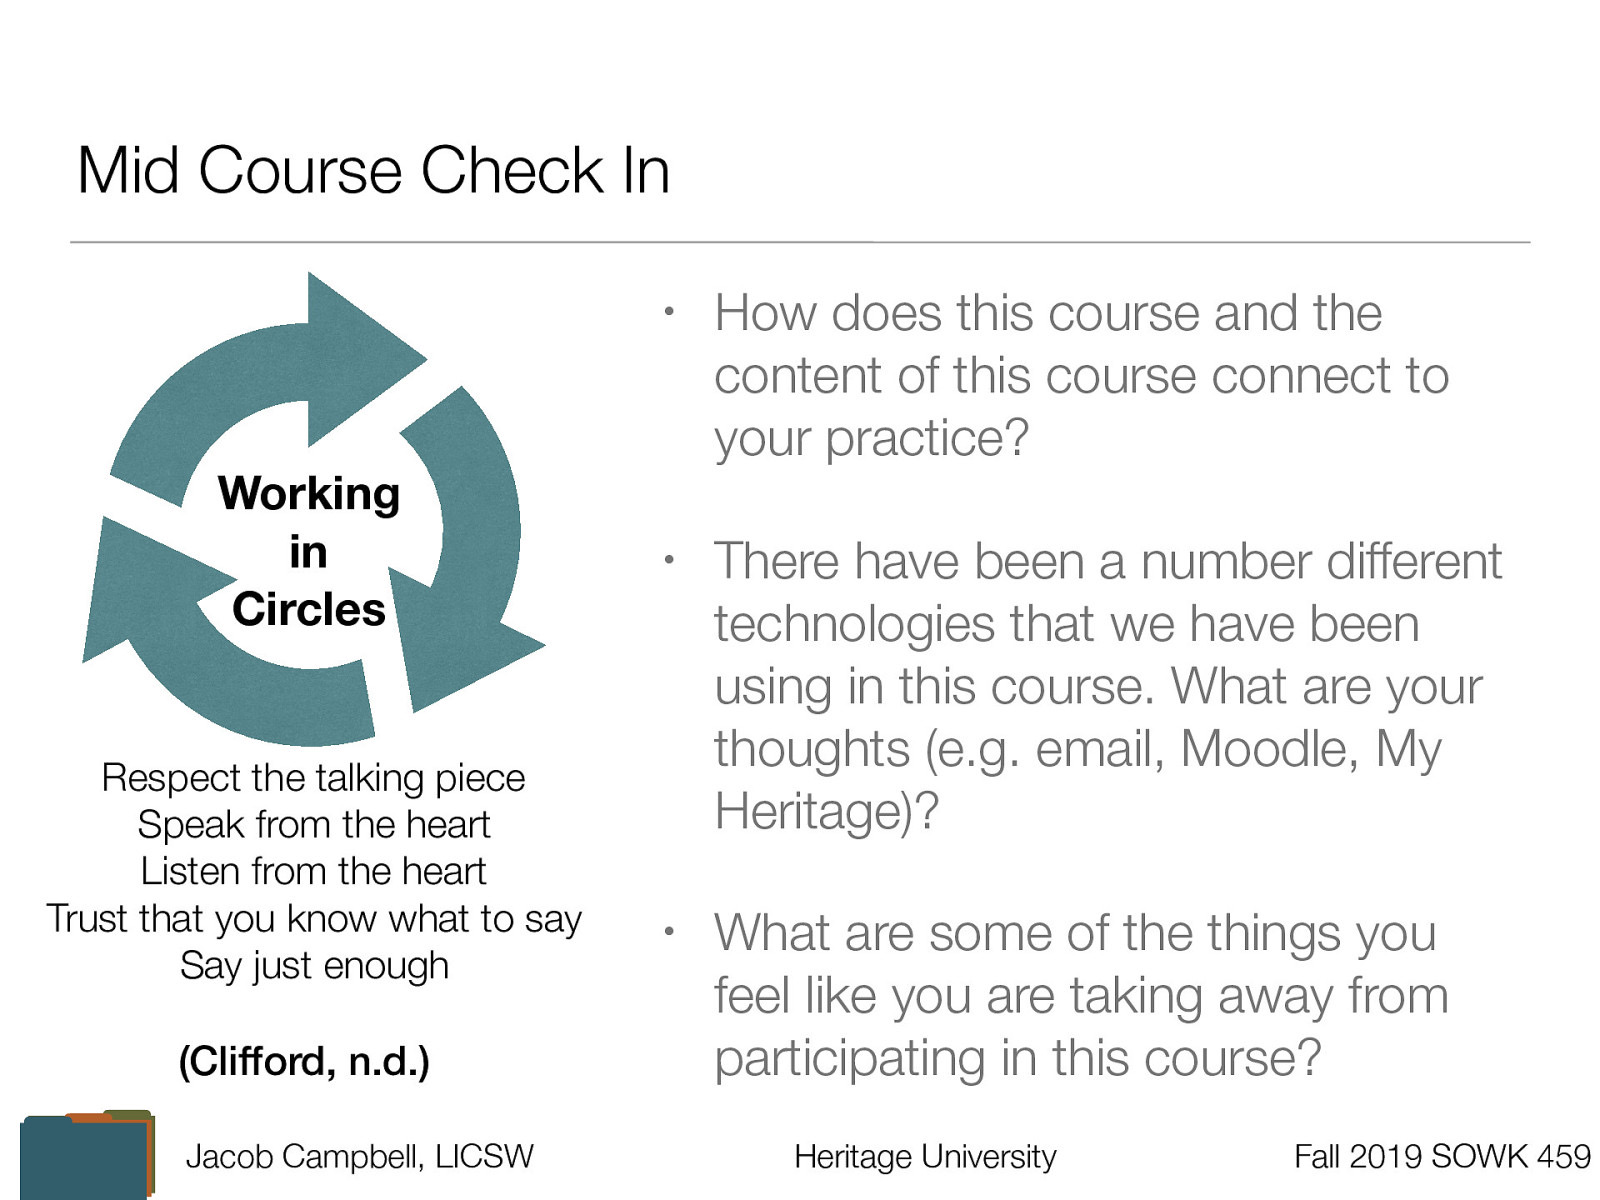 Mid Course Check In
Working
in
Circles
Respect the talking piece
Speak from the heart
Listen from the heart
Trust that you know what to say
Say just enough
(Clifford, n.d.)
• How does this course and the
content of this course connect to
your practice?
• There have been a number different
technologies that we have been
using in this course. What are your
thoughts (e.g. email, Moodle, My
Heritage)?
• What are some of the things you
feel like you are taking away from
participating in this course?
Jacob Campbell, LICSW
Heritage University
Fall 2019 SOWK 459